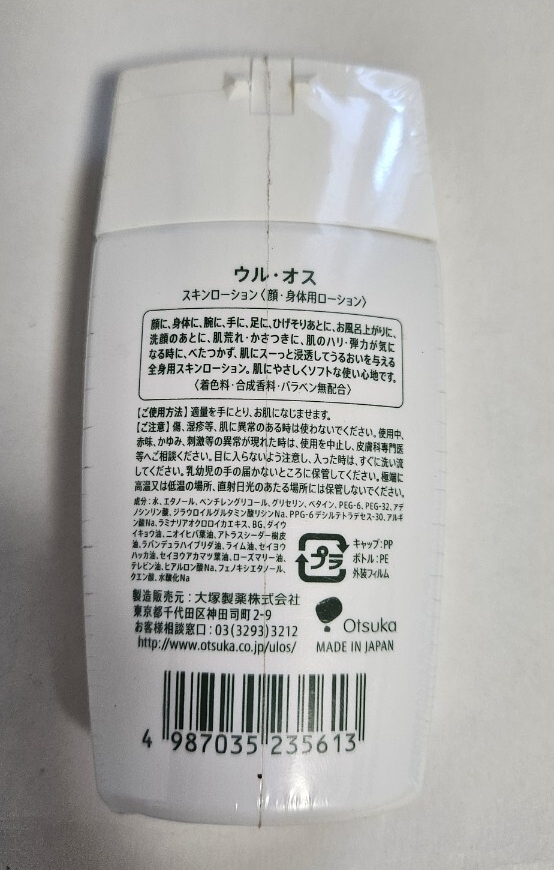 ウル・オス
スキンローション〈顔・身体用ローション〉
顔に、身体に、腕に、手に、足に、ひげそりあとに、お風呂上がりに、
洗顔のあとに、肌荒れ・かさつきに、肌のハリ・弾力が気に
なる時に、べたつかず、肌にスーっと浸透してうるおいを与える
全身用スキンローション。肌にやさしくソフトな使い心地です。
〈着色料・合成香料・パラベン無配合〉
【ご使用方法】適量を手にとり、お肌になじませます。
【ご注意】傷、湿疹等、肌に異常のある時は使わないでください。使用中、
赤味、かゆみ、刺激等の異常が現れた時は、使用を中止し、皮膚科専門医
等へご相談ください。目に入らないよう注意し、入った時は、すぐに洗い流
してください。乳幼児の手の届かないところに保管してください。極端に
高温又は低温の場所、直射日光のあたる場所には保管しないでください。
成分：水、エタノール、ペンチレングリコール、グリセリン、ベタイン、PEG-6、PEG-32、アデ
ノシンリン酸、ジラウロイルグルタミン酸リシンNa、PPG-6デシルテトラデセス-30、アルギ
ン酸Na、ラミナリアオクロロイカエキス、BG、ダイウ
イキョウ油、ニオイヒバ油、アトラスシーダー樹皮
油、ラバンデュラハイブリダ油、ライム油、セイヨウ
ハッカ油、セイヨウアカマツ葉油、ローズマリー油、
テレビン油、ヒアルロン酸Na、フェノキシエタノール、
クエン酸、水酸化Na
プラ
キャップ：PP
ボトル：PE
外装フィルム
製造販売元：大塚製薬株式会社
東京都千代田区神田司町2-9
お客様相談窓口：03(3293)3212
http://www.otsuka.co.jp/ulos/
Otsuka
MADE IN JAPAN
4 987035 235613